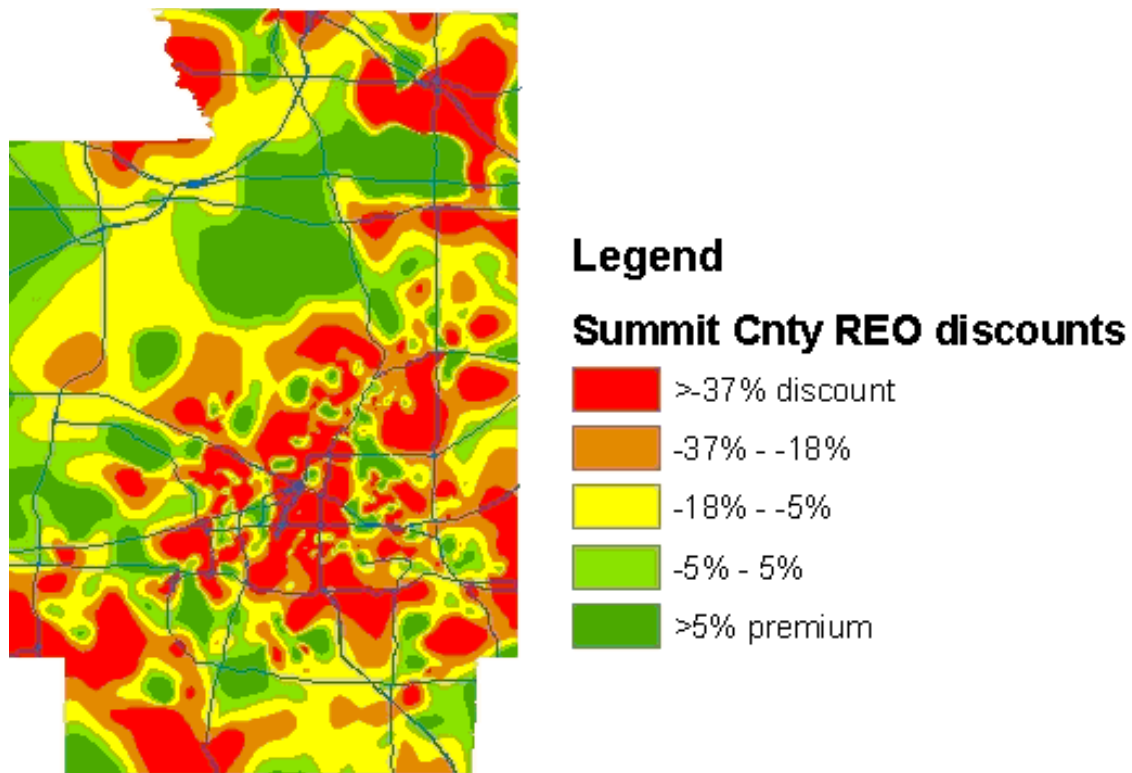 Legend
Summit Cnty REO discounts
>-37% discount
-37% - -18%
-18% - -5%
-5% - 5%
>5% premium